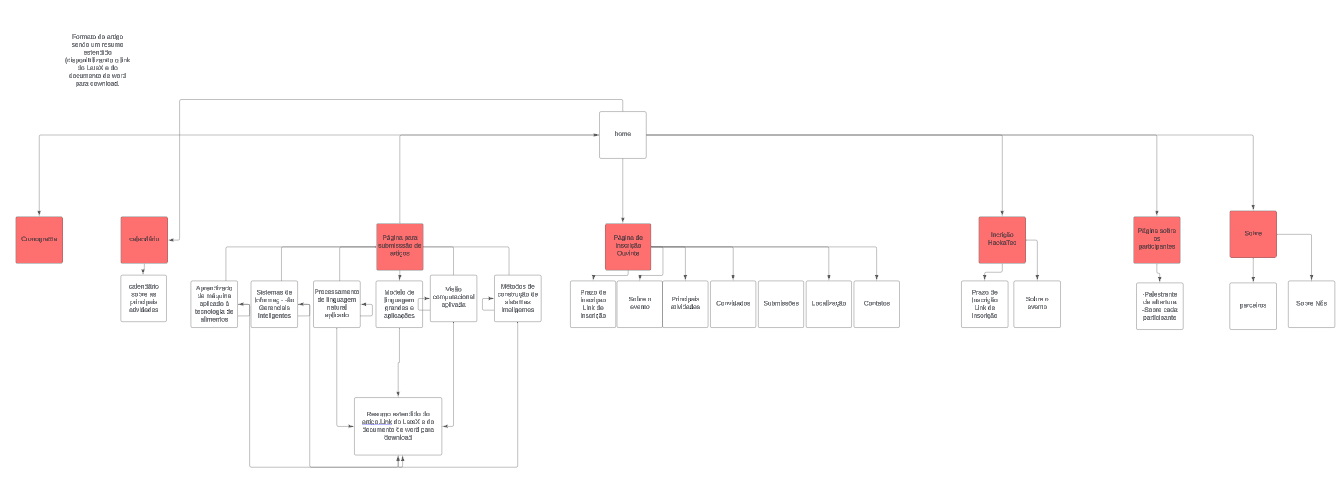 Formato do artigo
sendo um resumo
estendido
(disponibilizando o link
do LateX e do
documento de word
para download.
home
Cronograma
calendário
Página para
submissão de
artigos
Página de
Inscrição
Ouvinte
Incrição
HackaTec
Página sobre
os
participantes
Sobre
calendário
sobre as
principais
atividades
Aprendizado
de máquina
aplicado à
tecnologia de
alimentos
Sistemas de
Gerenciais
Inteligentes
Processamento
de linguagem
natural
aplicado
Modelo de
linguagem
grandes e
aplicações.
Visão
computacional
aplicada
Métodos de
construção de
sistemas
inteligentes
Prazo de
Inscrição
Link de
Inscrição
Sobre o
evento
Principais
atividades
Convidados
Submissões
Localização
Contatos
Prazo de
Inscrição
Link de
Inscrição
Sobre o
evento
-Palestrante
de abertura
-Sobre cada
participante
parceiros
Sobre Nós
Resumo estendido do
artigo.Link do LateX e do
documento de word para
download